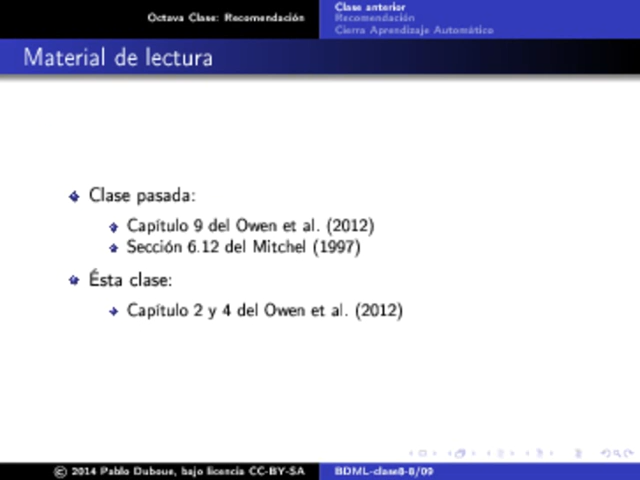 Octava Clase: Recomendación
Clase anterior
Recomendación
Cierra Aprendizaje Automático
Material de lectura
Clase pasada:
Capítulo 9 del Owen et al. (2012)
Sección 6.12 del Mitchel (1997)
Ésta clase:
Capítulo 2 y 4 del Owen et al. (2012)
© 2014 Pablo Duboue, bajo licencia CC-BY-SA
BDML-clase8-8/09